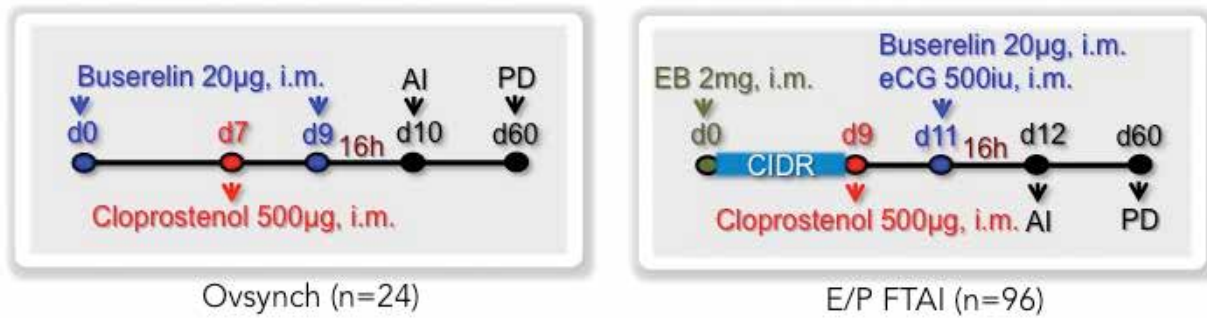 Buserelin 20µg, i.m. AI PD
d0 d7 d9 16h d10 d60
Cloprostenol 500µg, i.m.
Ovsynch (n=24)
Buserelin 20µg, i.m.
EB 2mg, i.m. eCG 500iu, i.m.
d0 d9 d11 16h d12 d60
CIDR
Cloprostenol 500µg, i.m. AI PD
E/P FTAI (n=96)